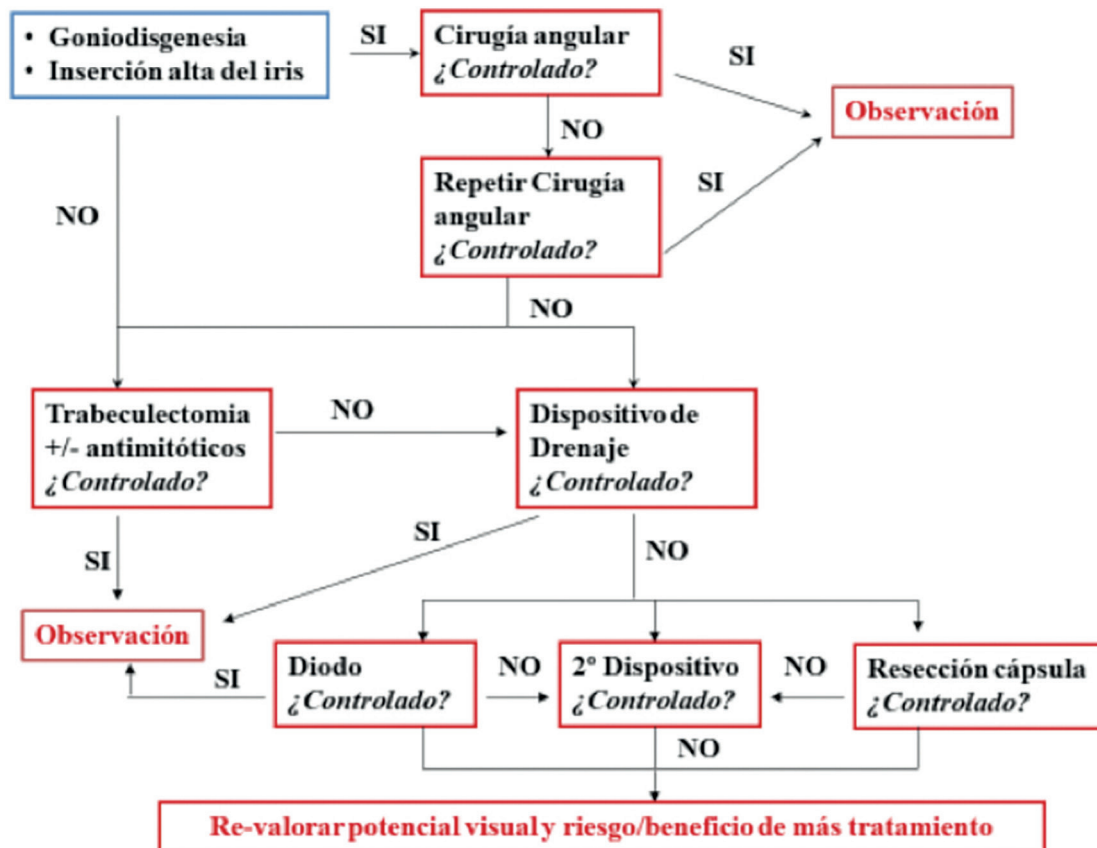 • Goniodisgenesia
• Inserción alta del iris
SI
Cirugía angular
¿Controlado?
SI
Observación
NO
Repetir Cirugía
angular
¿Controlado?
SI
NO
NO
Trabeculectomia
+/- antimitóticos
¿Controlado?
NO
Dispositivo de
Drenaje
¿Controlado?
SI
SI
NO
Observación
SI
Diodo
¿Controlado?
NO
2º Dispositivo
¿Controlado?
NO
Resección cápsula
¿Controlado?
NO
Re-valorar potencial visual y riesgo/beneficio de más tratamiento